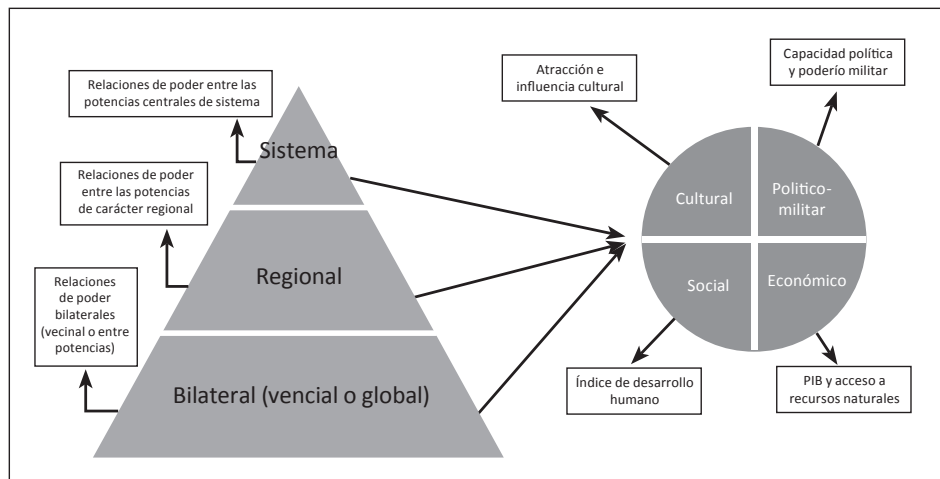 Relaciones de poder entre las
potencias centrales de sistema
Sistema
Relaciones de poder
entre las potencias
de carácter regional
Regional
Relaciones
de poder
bilaterales
(vecinal o entre
potencias)
Bilateral (vencial o global)
Atracción e
influencia cultural
Capacidad política
y poderío militar
Cultural
Politico-
militar
Social
Económico
Índice de desarrollo
humano
PIB y acceso a
recursos naturales